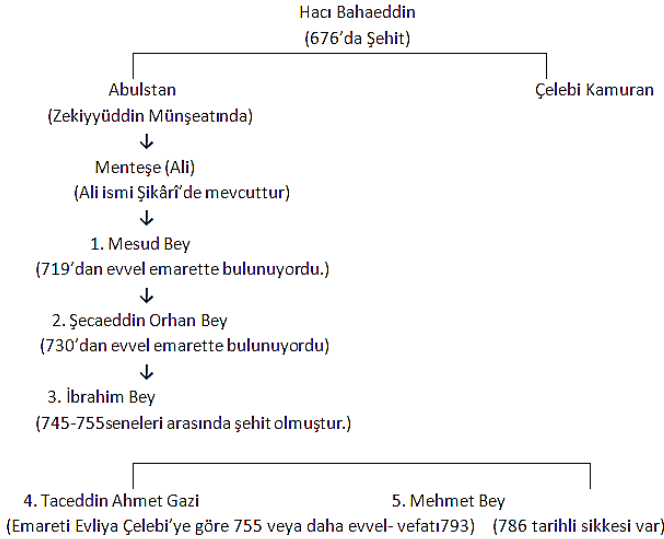 Hacı Bahaeddin
(676'da Şehit)
Abulstan
Çelebi Kamuran
(Zekiyyüddin Münşeatında)
Menteşe (Ali)
(Ali ismi Şikârî'de mevcuttur)
1. Mesud Bey
(719'dan evvel emarette bulunuyordu.)
2. Şecaeddin Orhan Bey
(730'dan evvel emarette bulunuyordu)
3. İbrahim Bey
(745-755seneleri arasında şehit olmuştur.)
4. Taceddin Ahmet Gazi
5. Mehmet Bey
(Emareti Evliya Çelebi'ye göre 755 veya daha evvel- vefatı793)
(786 tarihli sikkesi var)